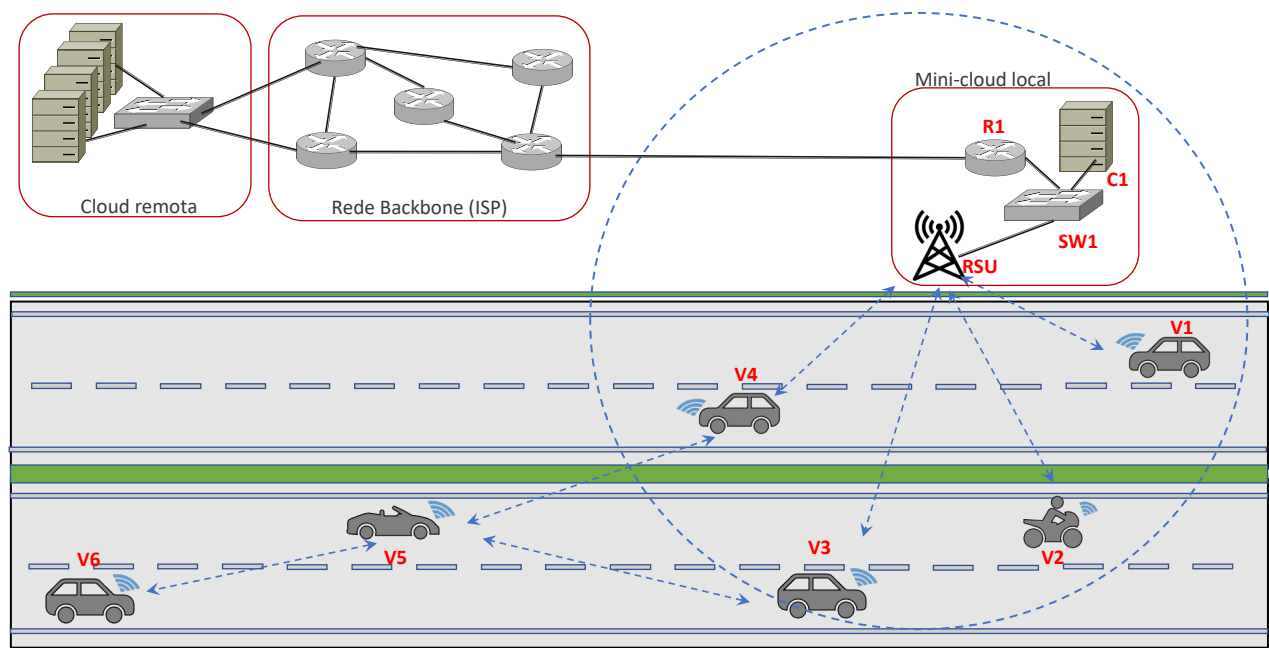 Mini-cloud local
R1
C1
Cloud remota
Rede Backbone (ISP)
SW1
RSU
V1
V4
V3
V2
V5
V6